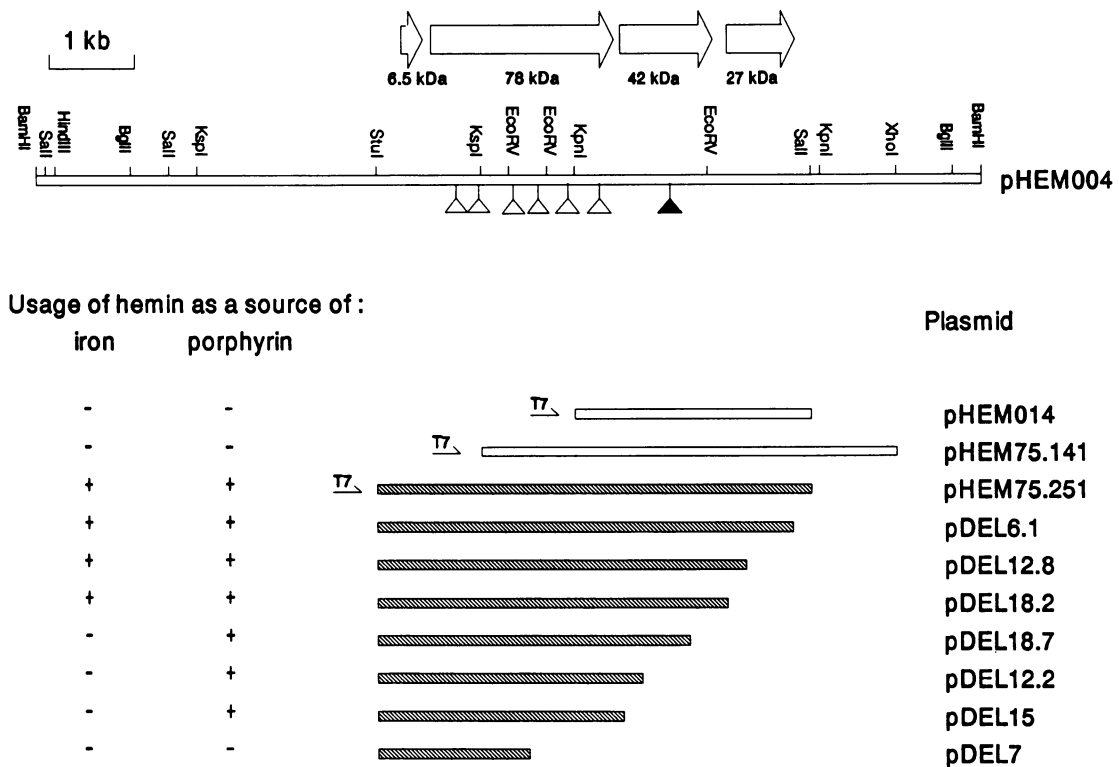 1 kb
6.5 kDa 78 kDa 42 kDa 27 kDa
BamHI SalI HindIII BglII SalI KspI StuI KspI EcoRV EcoRV KpnI EcoRV SalI KpnI XhoI BglII BamHI
pHEM004
Usage of hemin as a source of :
iron porphyrin Plasmid
- - T7 pHEM014
- - T7 pHEM75.141
+ + T7 pHEM75.251
+ + pDEL6.1
+ + pDEL12.8
+ + pDEL18.2
- + pDEL18.7
- + pDEL12.2
- + pDEL15
- - pDEL7